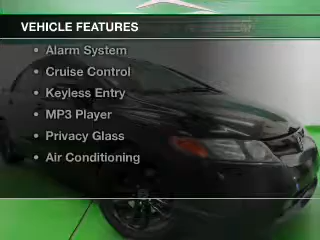 VEHICLE FEATURES
• Alarm System
• Cruise Control
• Keyless Entry
• MP3 Player
• Privacy Glass
• Air Conditioning